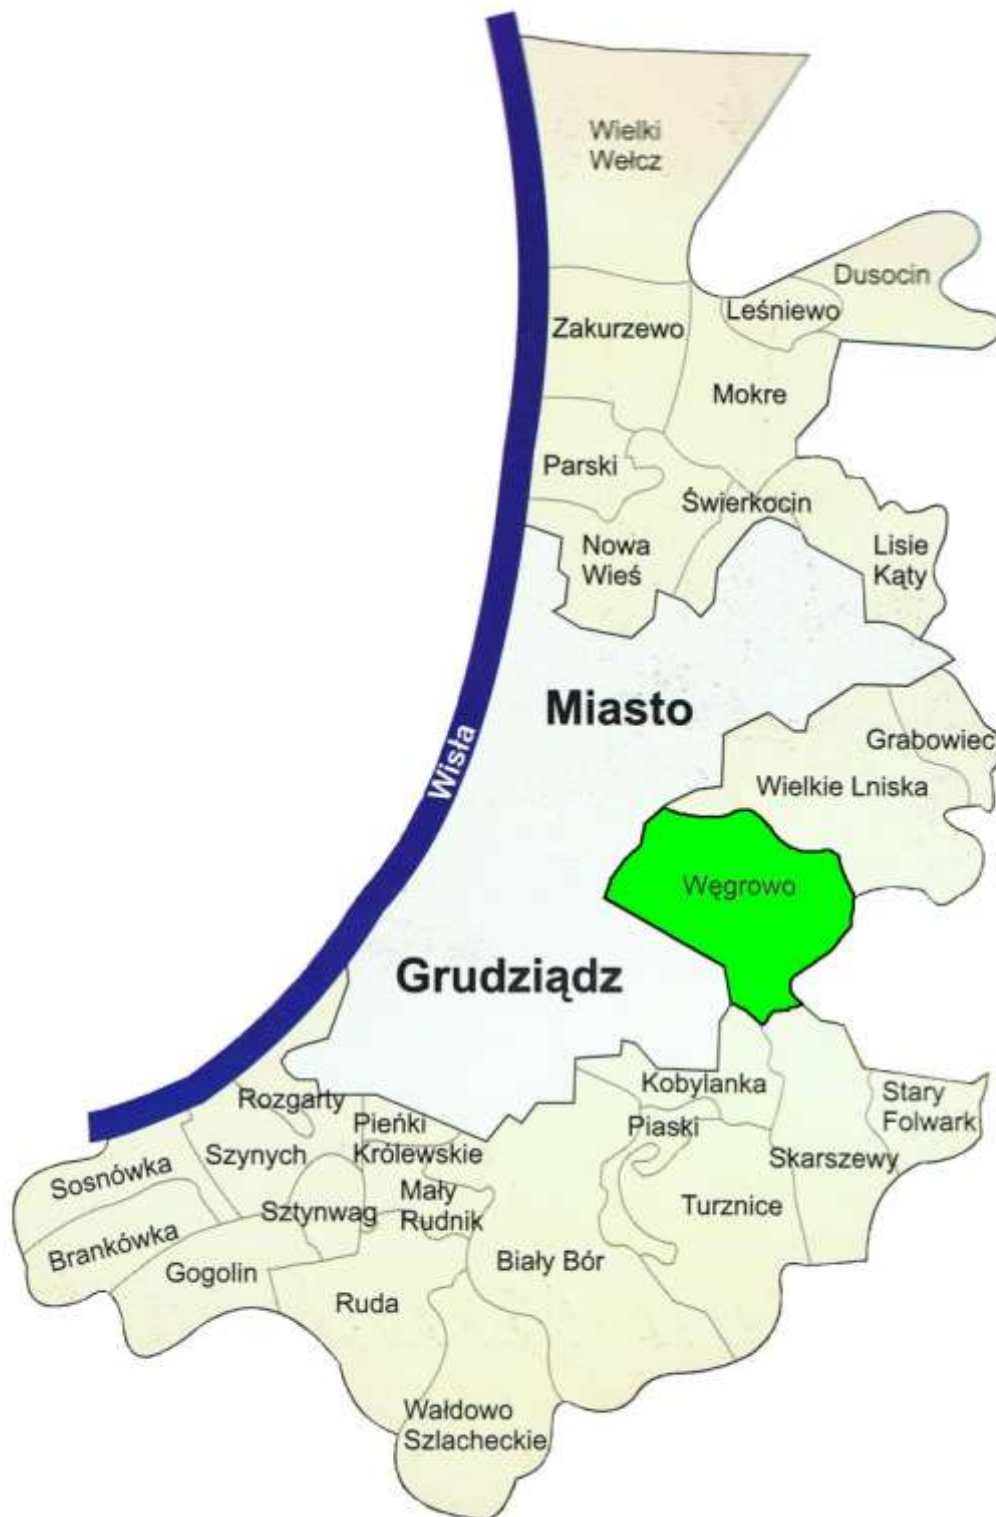 Wielki
Wełcz
Dusocin
Leśniewo
Zakurzewo
Mokre
Parski
Świerkocin
Nowa
Wieś
Lisie
Kąty
Miasto
Wisła
Grabowiec
Wielkie Lniska
Węgrowo
Grudziądz
Kobylanka
Stary
Folwark
Rozgarty
Pieńki
Królewskie
Piaski
Szynych
Skarszewy
Sosnówka
Mały
Rudnik
Sztynwag
Turznice
Brankówka
Biały Bór
Gogolin
Ruda
Wałdowo
Szlacheckie